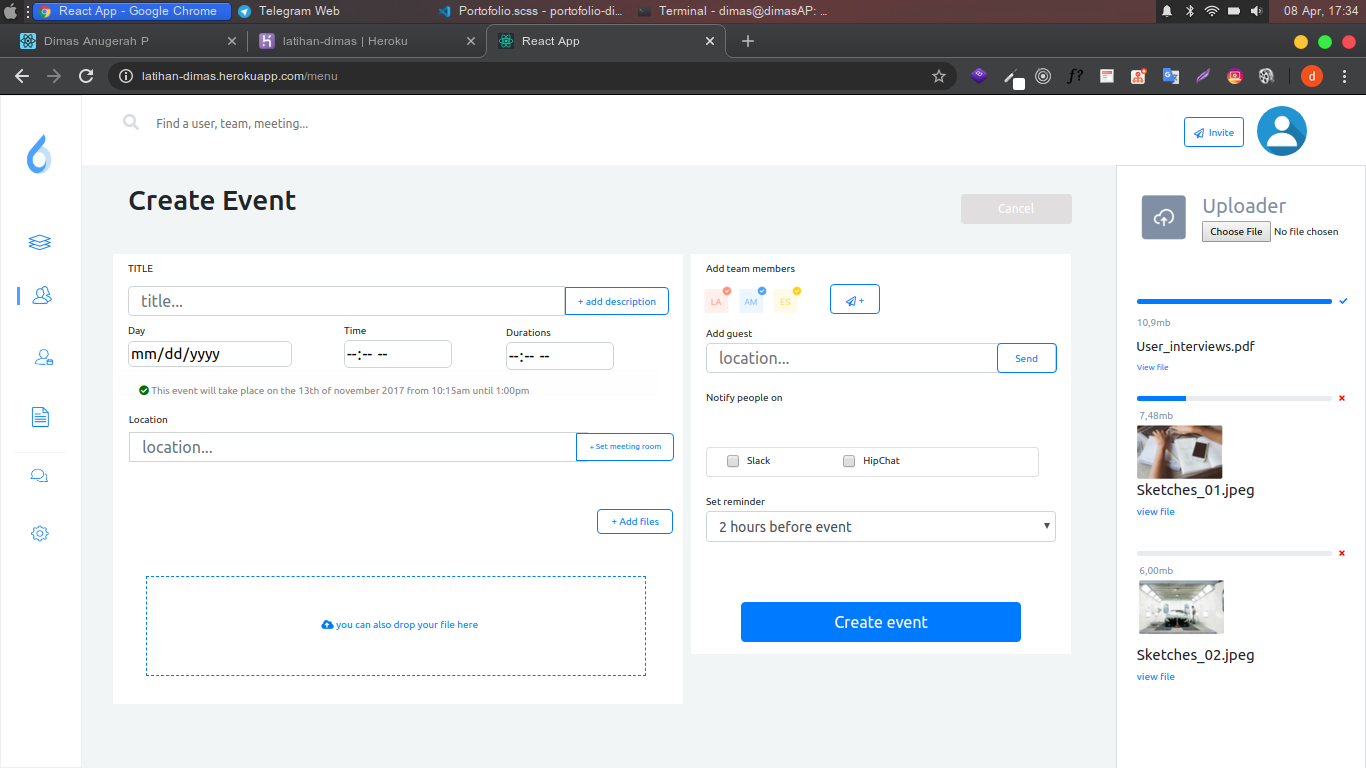 React App - Google Chrome
Telegram Web
Portofolio.scss - portofolio-di...
Terminal - dimas@dimasAP: ...
08 Apr, 17:34
Dimas Anugerah P
latihan-dimas | Heroku
React App
latihan-dimas.herokuapp.com/menu
f?
d
Find a user, team, meeting...
Invite
Create Event
Cancel
Uploader
Choose File No file chosen
TITLE
title...
+ add description
Day
Time
Durations
mm/dd/yyyy
--:-- --
--:-- --
This event will take place on the 13th of november 2017 from 10:15am until 1:00pm
Location
location...
+ Set meeting room
+ Add files
you can also drop your file here
Add team members
LA
AM
ES
+
Add guest
location...
Send
Notify people on
Slack
HipChat
Set reminder
2 hours before event
Create event
10,9mb
User_interviews.pdf
View file
7,48mb
Sketches_01.jpeg
view file
6,00mb
Sketches_02.jpeg
view file